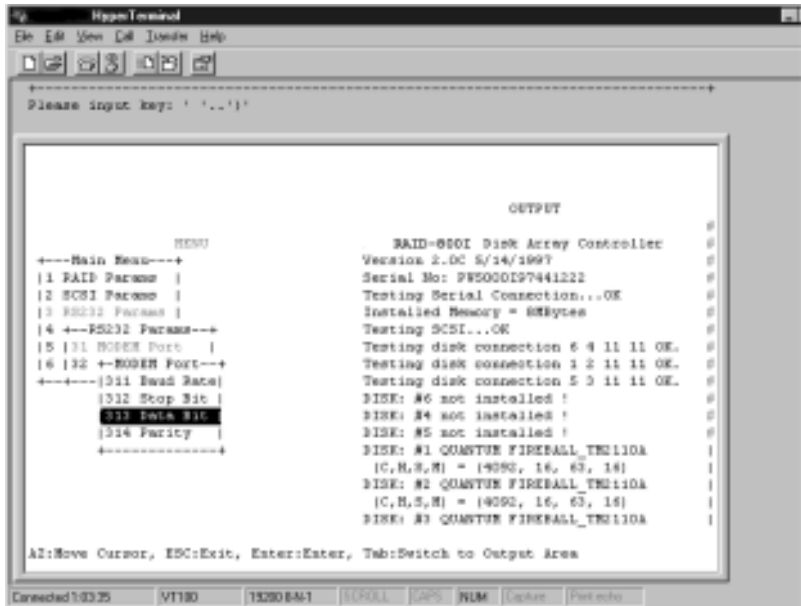 HyperTerminal
File Edit View Call Transfer Help
Please input key: ' '..')'
OUTPUT
MENU
RAID-800I Disk Array Controller
+---Main Menu---+
Version 2.0C 5/14/1997
|1 RAID Params |
Serial No: PW5000I97441222
|2 SCSI Params |
Testing Serial Connection...OK
|3 RS232 Params |
Installed Memory = 8MBytes
|4 +--RS232 Params--+
Testing SCSI...OK
|5 |31 MODEM Port |
Testing disk connection 6 4 11 11 OK.
|6 |32 +-MODEM Port--+
Testing disk connection 1 2 11 11 OK.
+---+---|311 Baud Rate|
Testing disk connection 5 3 11 11 OK.
|312 Stop Bit |
DISK: #6 not installed !
313 Data Bit
DISK: #4 not installed !
|314 Parity |
DISK: #5 not installed !
+--------------+
DISK: #1 QUANTUM FIREBALL_TM2110A
(C,H,S,M) = (4092, 16, 63, 16)
DISK: #2 QUANTUM FIREBALL_TM2110A
(C,H,S,M) = (4092, 16, 63, 16)
DISK: #3 QUANTUM FIREBALL_TM2110A
AZ:Move Cursor, ESC:Exit, Enter:Enter, Tab:Switch to Output Area
Connected 1:03:35 VT100 19200 8-N-1 SCROLL CAPS NUM Capture Print echo